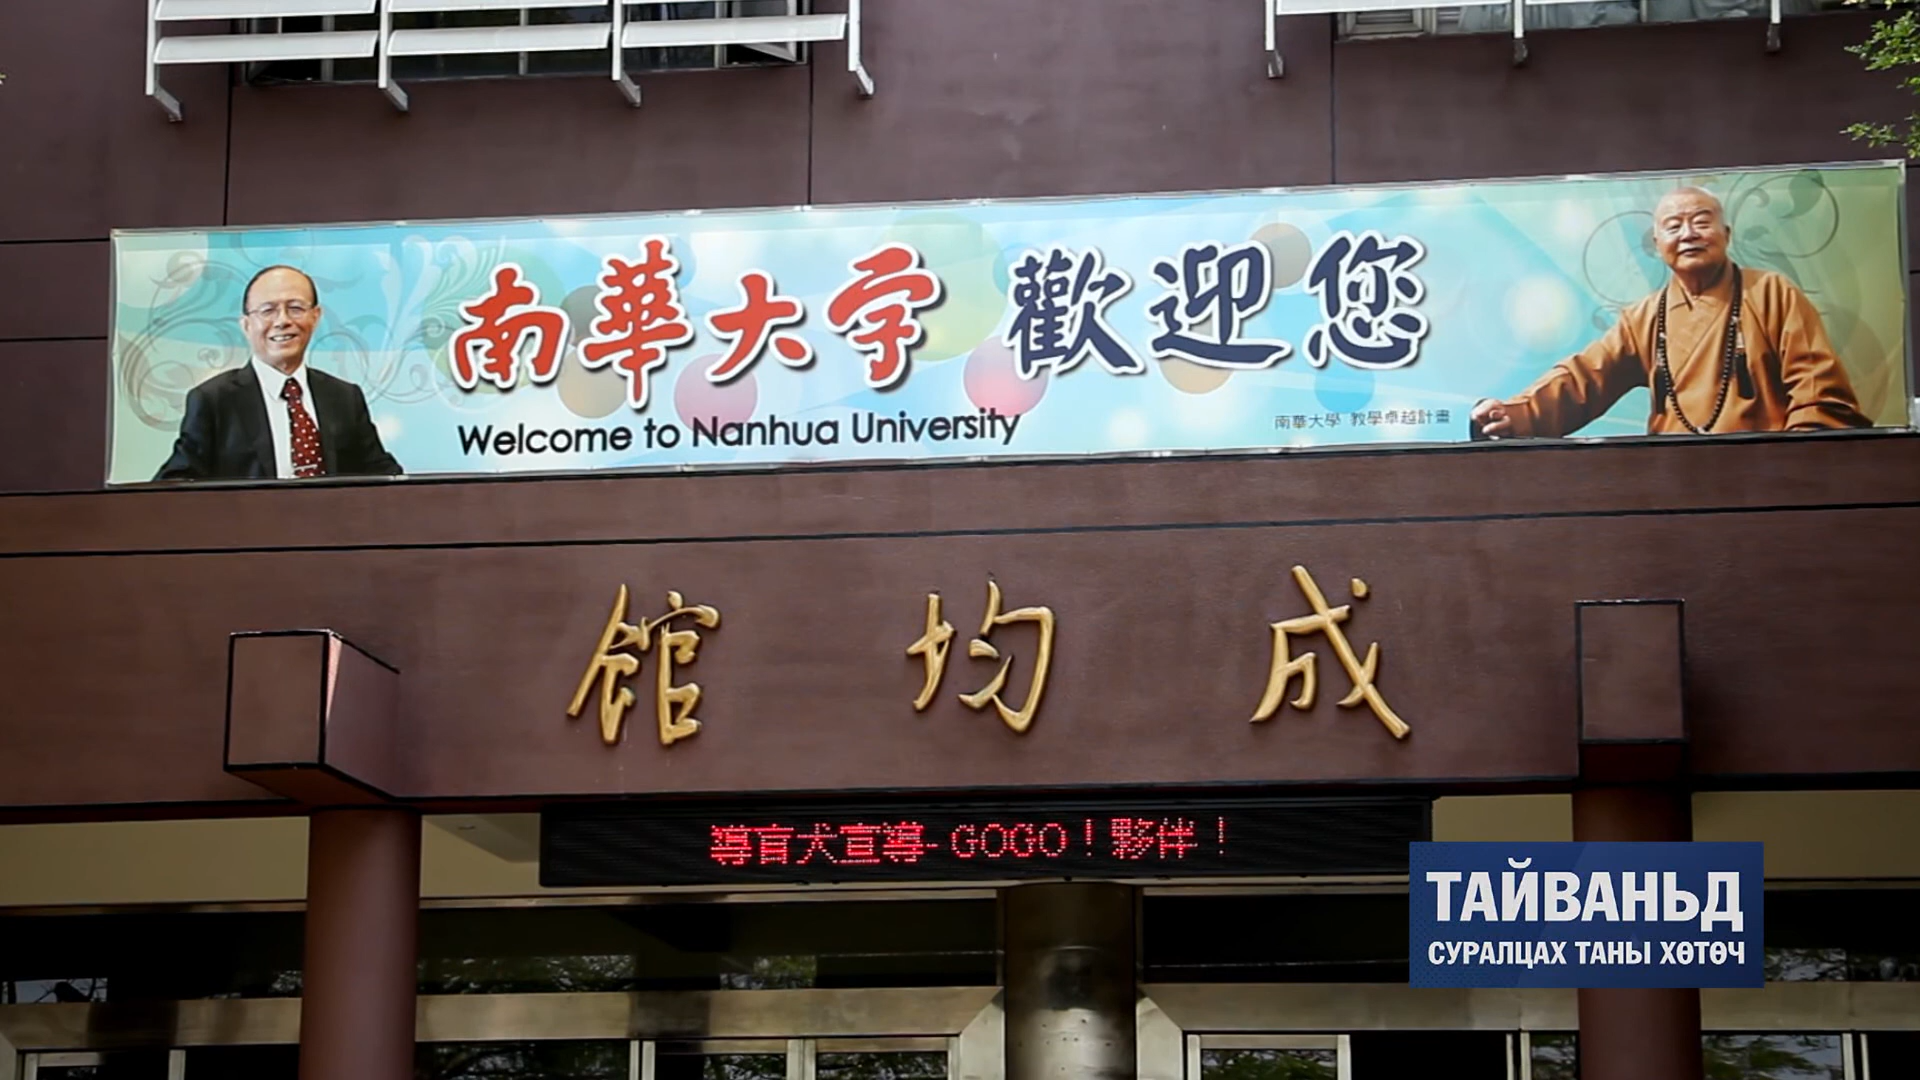 南華大学 歡迎您
Welcome to Nanhua University
南華大學 教學卓越計畫
館 均 成
導盲犬宣導- GOGO！夥伴！
ТАЙВАНЬД
СУРАЛЦАХ ТАНЫ ХӨТӨЧ